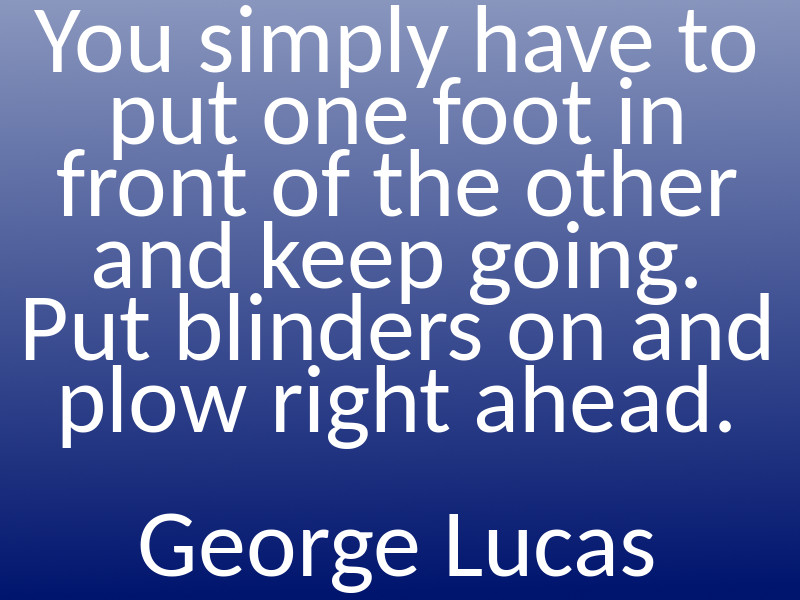 You simply have to
put one foot in
front of the other
and keep going.
Put blinders on and
plow right ahead.
George Lucas